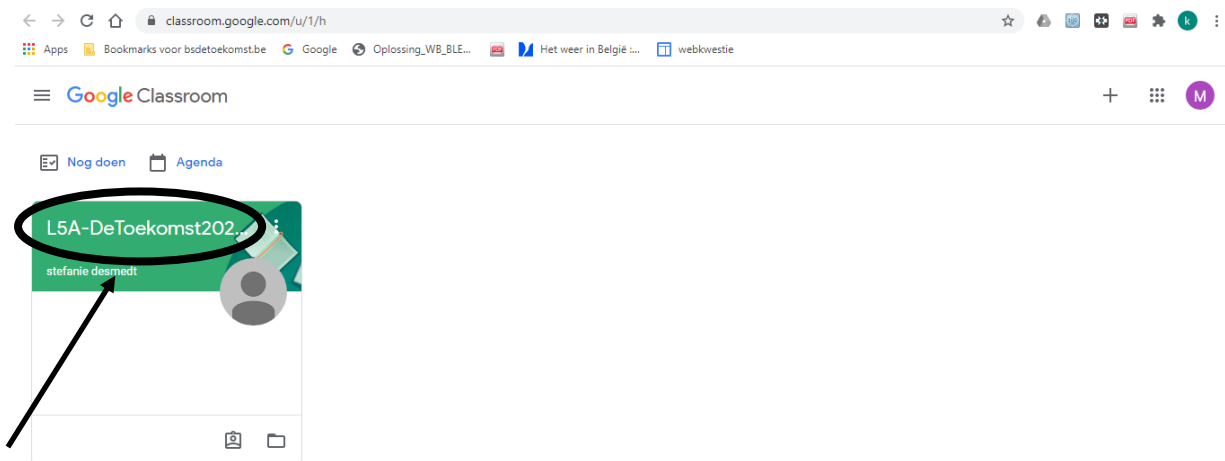 classroom.google.com/u/1/h
k
Apps Bookmarks voor bsdetoekomst.be G Google Oplossing_WB_BLE... Het weer in België :... webkwestie
Google Classroom
M
Nog doen Agenda
L5A-DeToekomst202...
stefanie desmedt